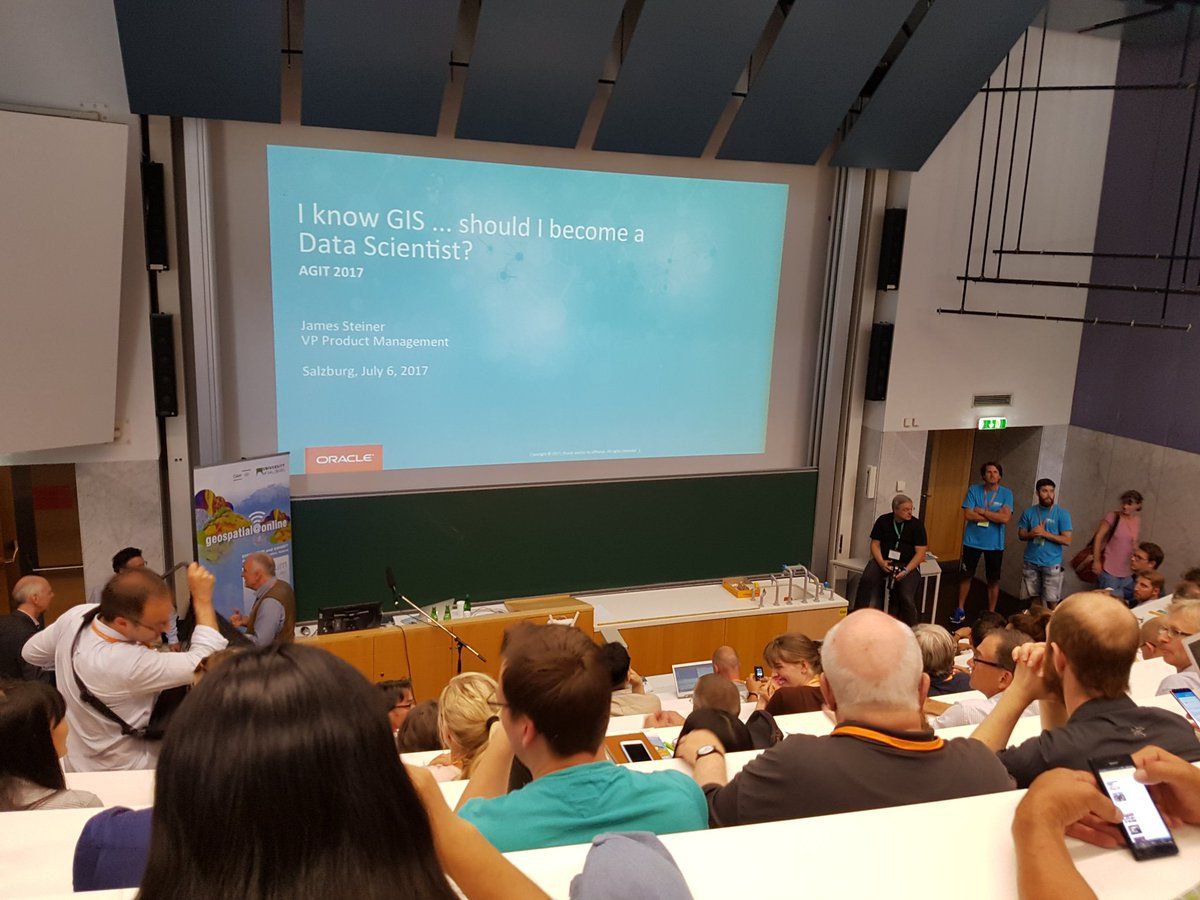 I know GIS ... should I become a
Data Scientist?
AGIT 2017
James Steiner
VP Product Management
Salzburg, July 6, 2017
ORACLE
UNIVERSITY
geospatial@online